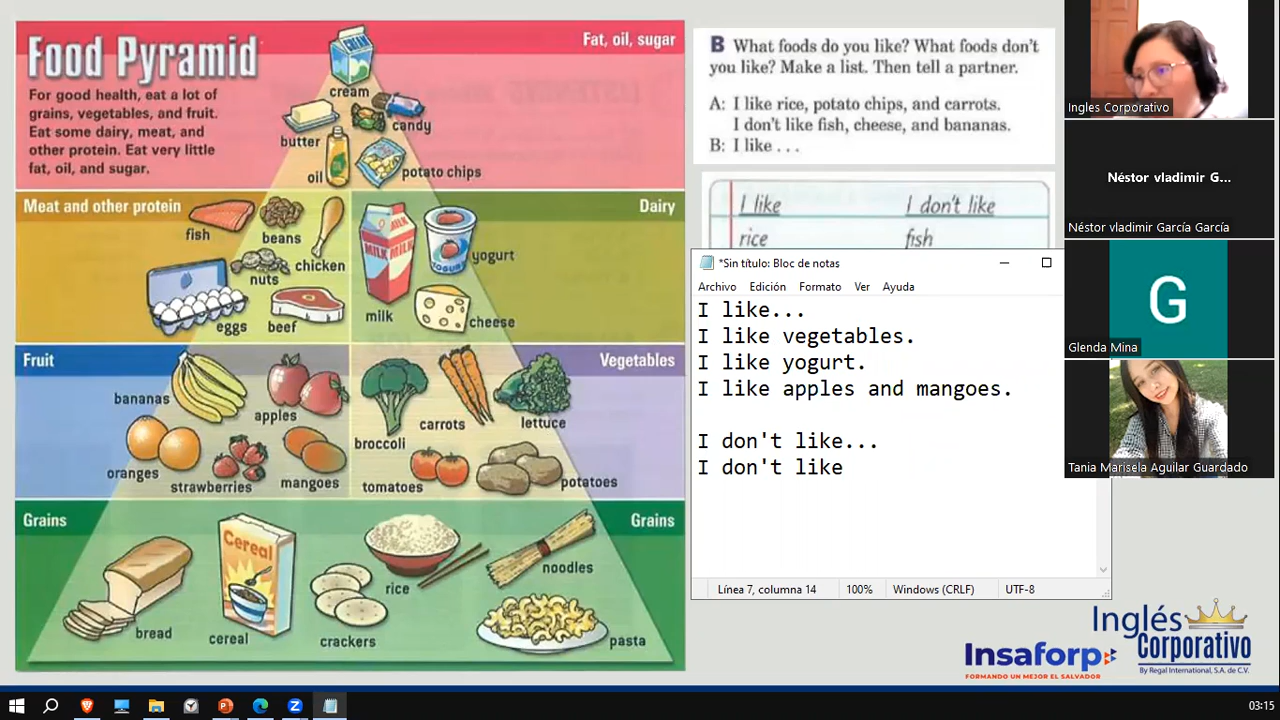 Food Pyramid
For good health, eat a lot of
grains, vegetables, and fruit.
Eat some dairy, meat, and
other protein. Eat very little
fat, oil, and sugar.
Fat, oil, sugar
CREAM
cream
butter
candy
oil
potato chips
Meat and other protein
fish
beans
chicken
nuts
eggs
beef
Dairy
MILK
MILK
YOGURT
yogurt
milk
cheese
Fruit
bananas
apples
oranges
strawberries
mangoes
Vegetables
broccoli
carrots
lettuce
tomatoes
potatoes
Grains
Grains
Cereal
bread
cereal
crackers
rice
noodles
pasta
B What foods do you like? What foods don't
you like? Make a list. Then tell a partner.
A: I like rice, potato chips, and carrots.
I don't like fish, cheese, and bananas.
B: I like . . .
I like I don't like
rice fish
*Sin título: Bloc de notas
Archivo Edición Formato Ver Ayuda
I like...
I like vegetables.
I like yogurt.
I like apples and mangoes.
I don't like...
I don't like
Línea 7, columna 14 100% Windows (CRLF) UTF-8
Ingles Corporativo
Néstor vladimir G...
Néstor vladimir García García
G
Glenda Mina
Tania Marisela Aguilar Guardado
Insaforp
FORMANDO UN MEJOR EL SALVADOR
Inglés
Corporativo
By Regal International, S.A. de C.V.
03:15